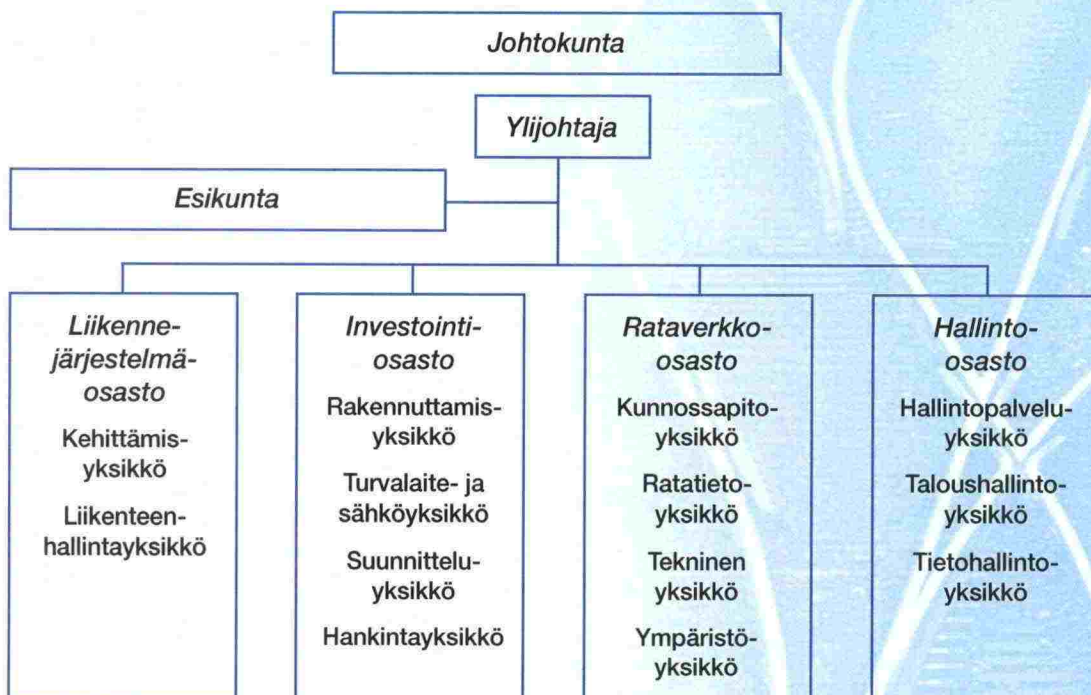 Johtokunta
Ylijohtaja
Esikunta
Liikenne-
järjestelmä-
osasto
Kehittämis-
yksikkö
Liikenteen-
hallintayksikkö
Investointi-
osasto
Rakennuttamis-
yksikkö
Turvalaite- ja
sähköyksikkö
Suunnittelu-
yksikkö
Hankintayksikkö
Rataverkko-
osasto
Kunnossapito-
yksikkö
Ratatieto-
yksikkö
Tekninen
yksikkö
Ympäristö-
yksikkö
Hallinto-
osasto
Hallintopalvelu-
yksikkö
Taloushallinto-
yksikkö
Tietohallinto-
yksikkö